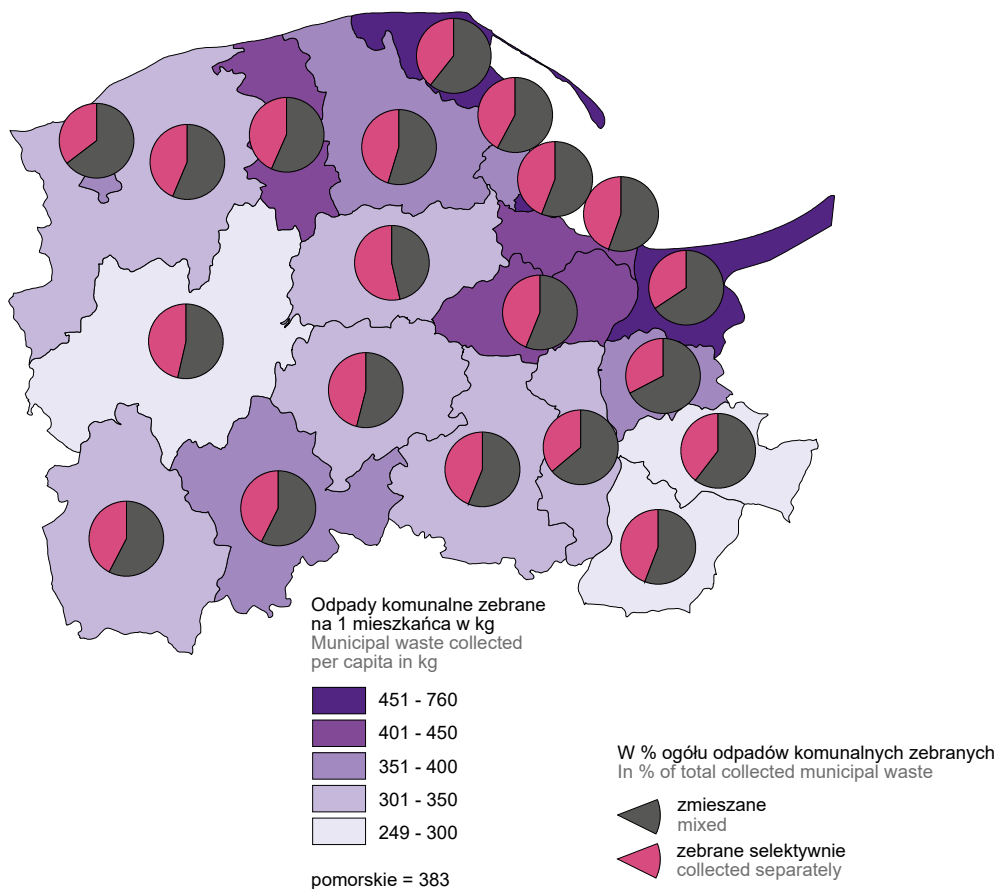 Odpady komunalne zebrane
na 1 mieszkańca w kg
Municipal waste collected
per capita in kg
451 - 760
401 - 450
351 - 400
301 - 350
249 - 300
pomorskie = 383
W % ogółu odpadów komunalnych zebranych
In % of total collected municipal waste
zmieszane
mixed
zebrane selektywnie
collected separately